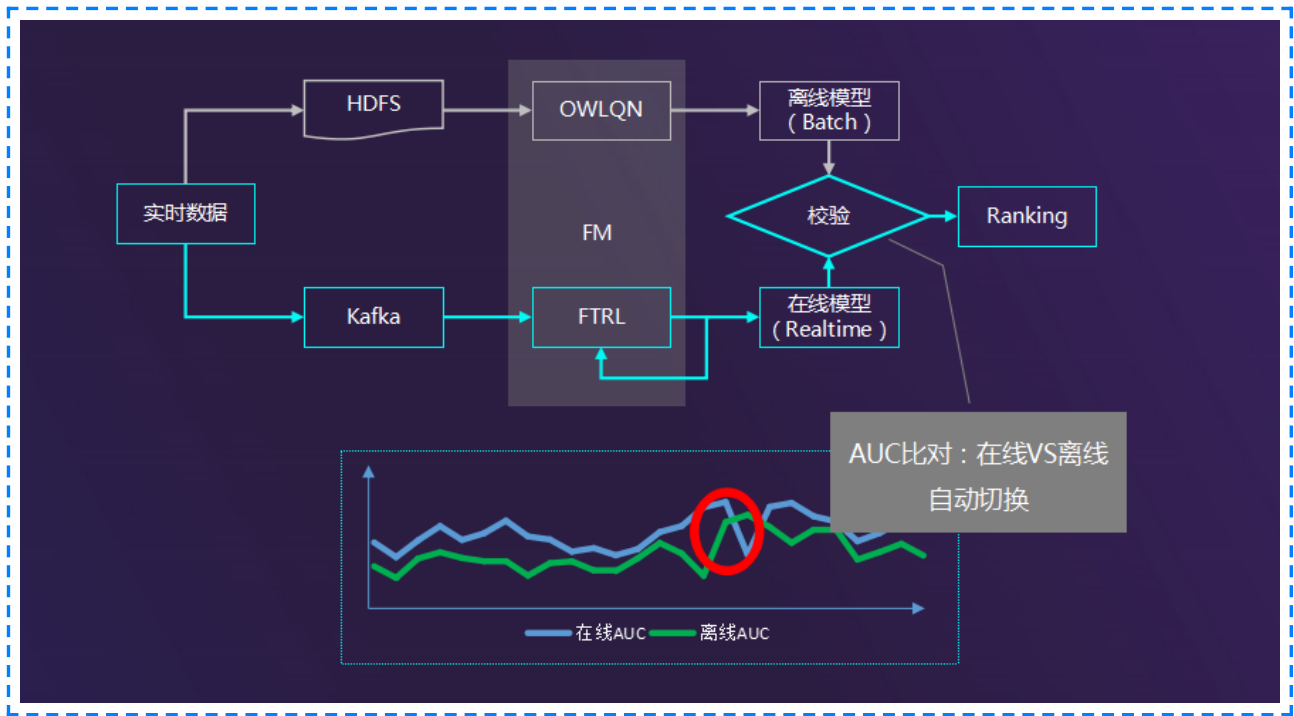 HDFS
OWLQN
离线模型
（Batch）
实时数据
FM
校验
Ranking
Kafka
FTRL
在线模型
（Realtime）
AUC比对：在线VS离线
自动切换
在线AUC
离线AUC